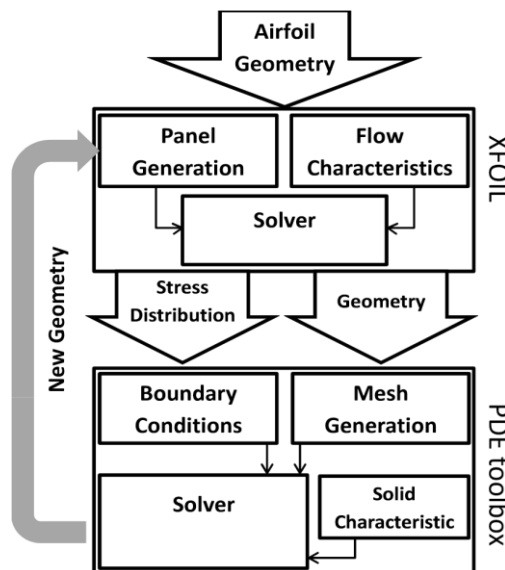 Airfoil
Geometry
XFOIL
Panel
Generation
Flow
Characteristics
Solver
New Geometry
Stress
Distribution
Geometry
PDE toolbox
Boundary
Conditions
Mesh
Generation
Solver
Solid
Characteristic